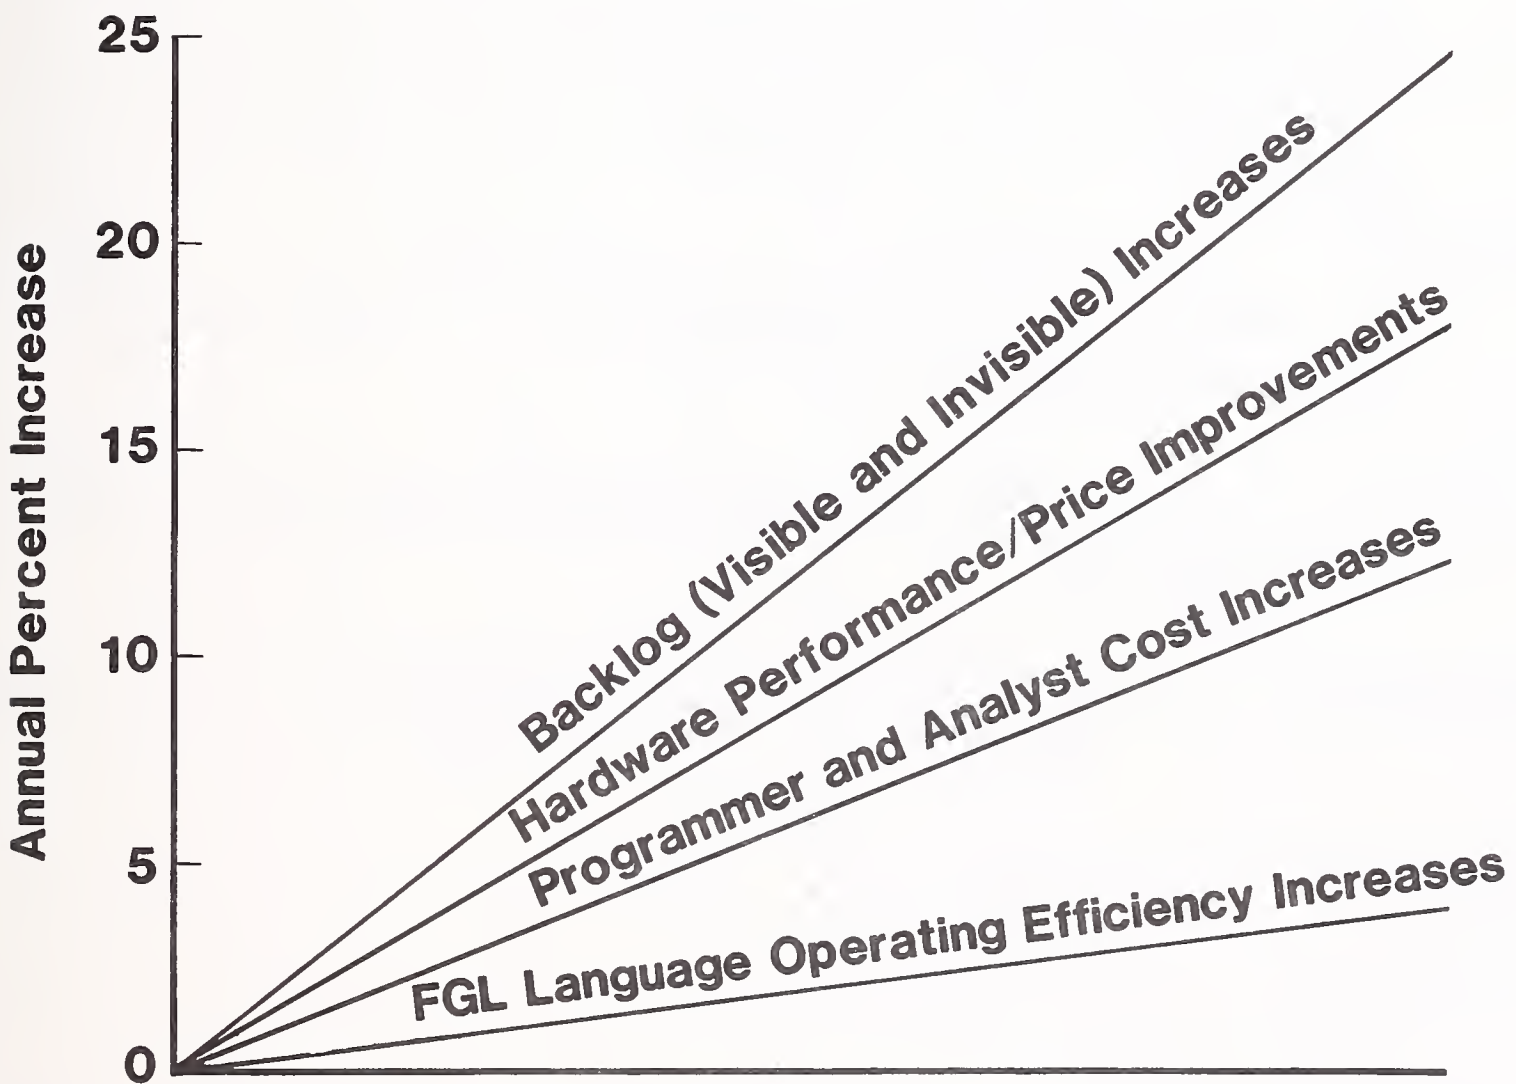 Annual Percent Increase
25
20
15
10
5
0
Backlog (Visible and Invisible) Increases
Hardware Performance/Price Improvements
Programmer and Analyst Cost Increases
FGL Language Operating Efficiency Increases